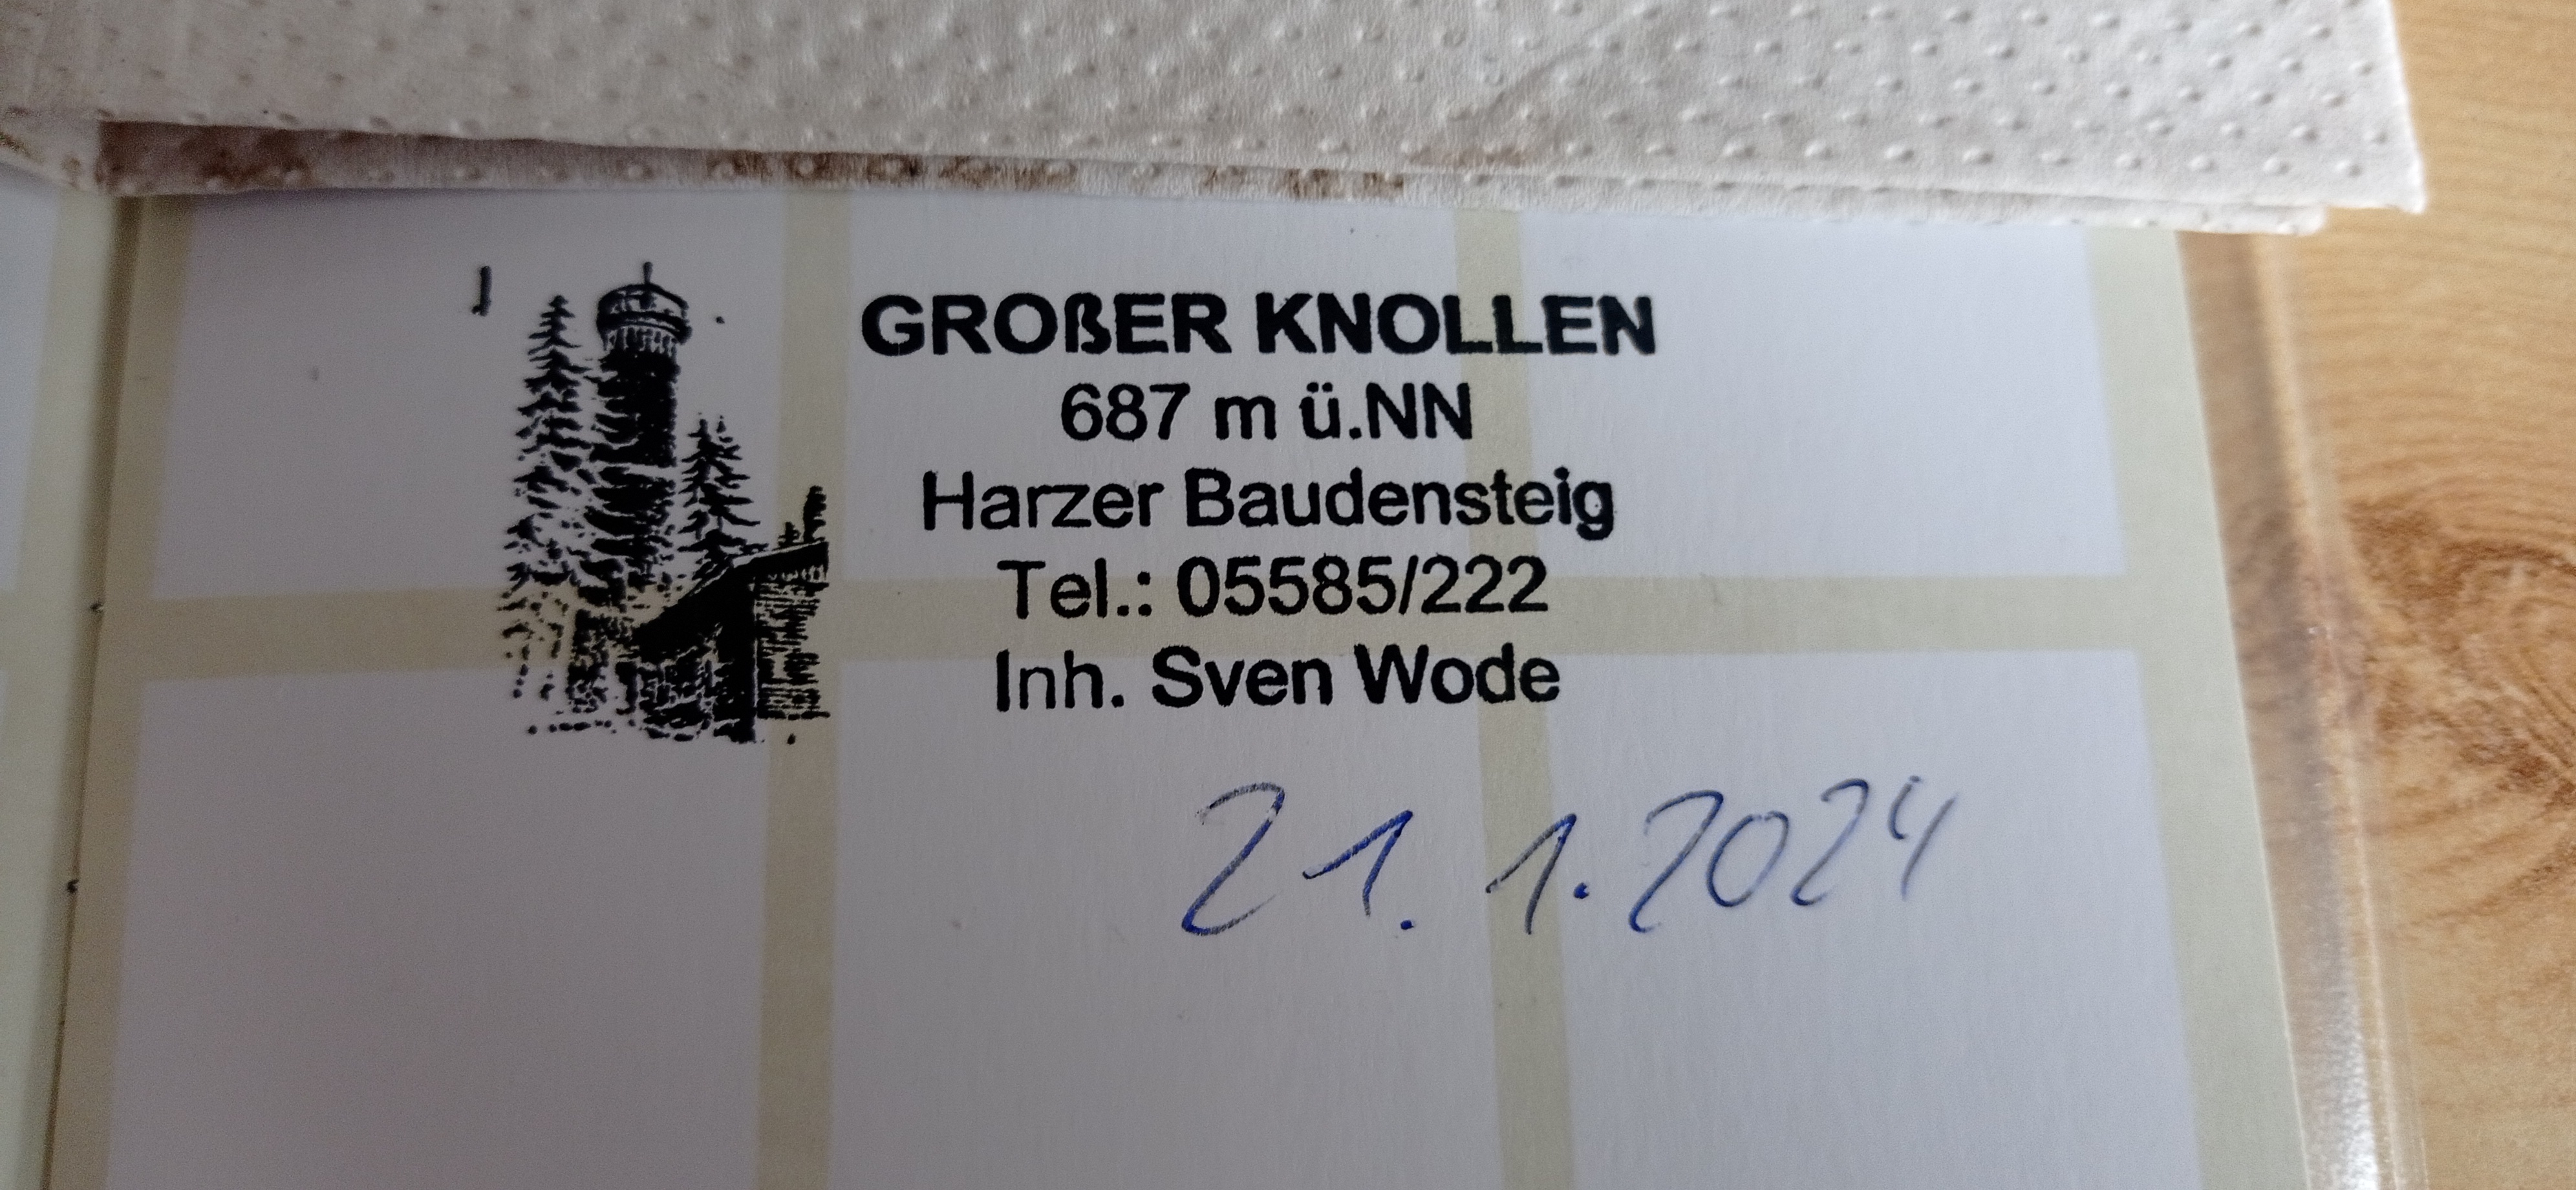 GROßER KNOLLEN
687 m ü.NN
Harzer Baudensteig
Tel.: 05585/222
Inh. Sven Wode
21.1.2024